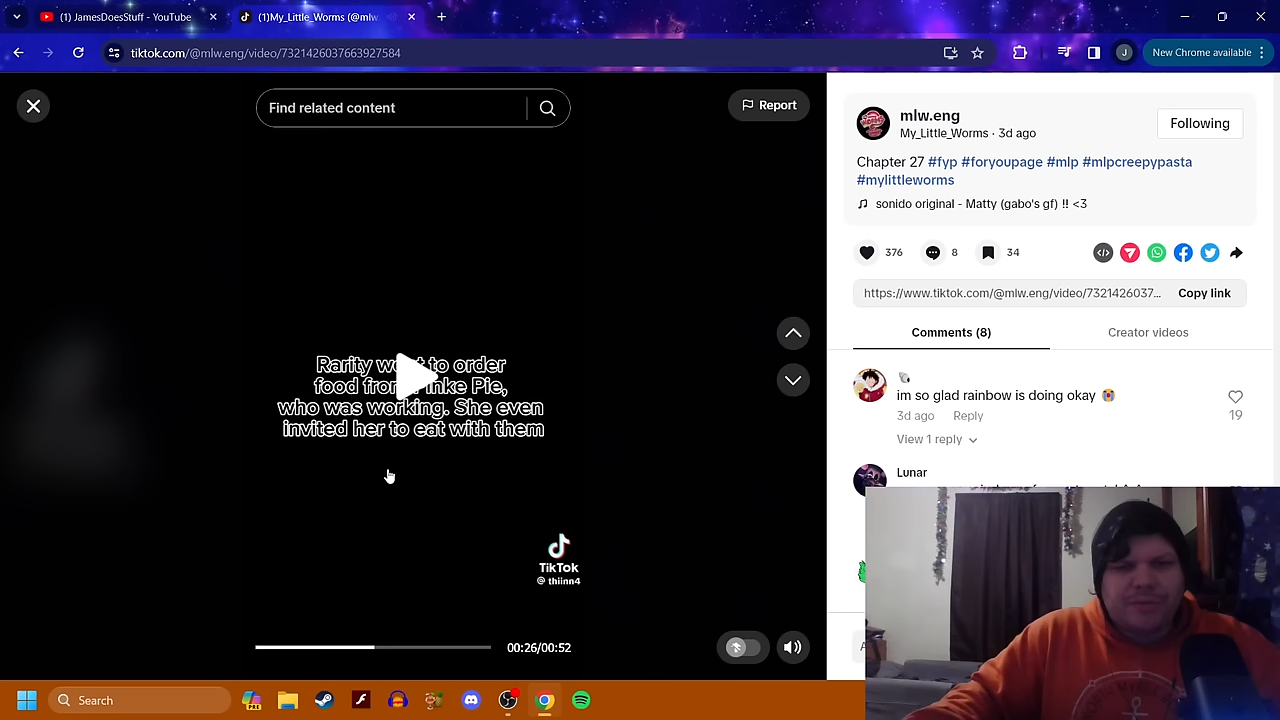 (1) JamesDoesStuff - YouTube
(1)My_Little_Worms (@mlw
tiktok.com/@mlw.eng/video/7321426037663927584
J
New Chrome available
Find related content
Report
Rarity went to order
food from Pinke Pie,
who was working. She even
invited her to eat with them
TikTok
@ thiinn4
00:26/00:52
mlw.eng
My_Little_Worms · 3d ago
Following
Chapter 27 #fyp #foryoupage #mlp #mlpcreepypasta
#mylittleworms
sonido original - Matty (gabo's gf) !! <3
376
8
34
https://www.tiktok.com/@mlw.eng/video/7321426037...
Copy link
Comments (8)
Creator videos
im so glad rainbow is doing okay 😭
3d ago
Reply
19
View 1 reply
Lunar
Search
PRE